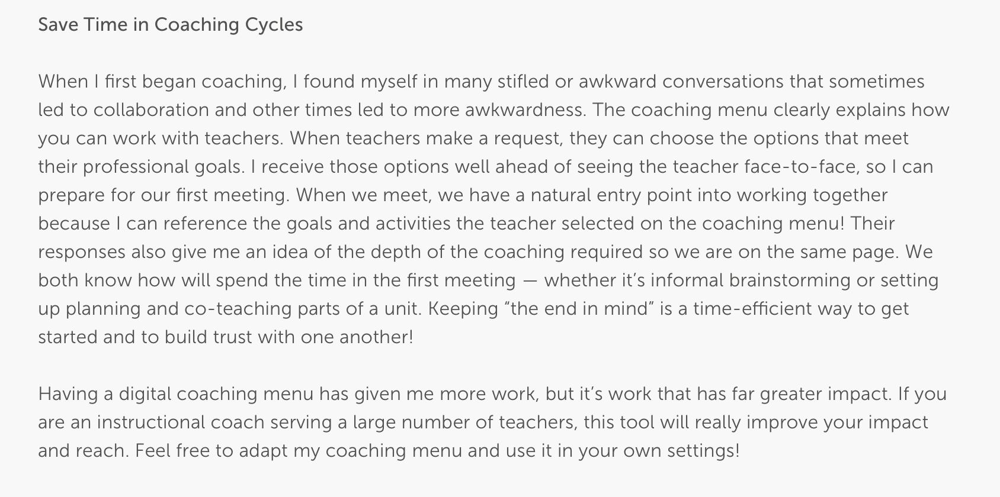 Save Time in Coaching Cycles
When I first began coaching, I found myself in many stifled or awkward conversations that sometimes
led to collaboration and other times led to more awkwardness. The coaching menu clearly explains how
you can work with teachers. When teachers make a request, they can choose the options that meet
their professional goals. I receive those options well ahead of seeing the teacher face-to-face, so I can
prepare for our first meeting. When we meet, we have a natural entry point into working together
because I can reference the goals and activities the teacher selected on the coaching menu! Their
responses also give me an idea of the depth of the coaching required so we are on the same page. We
both know how will spend the time in the first meeting — whether it’s informal brainstorming or setting
up planning and co-teaching parts of a unit. Keeping “the end in mind” is a time-efficient way to get
started and to build trust with one another!
Having a digital coaching menu has given me more work, but it’s work that has far greater impact. If you
are an instructional coach serving a large number of teachers, this tool will really improve your impact
and reach. Feel free to adapt my coaching menu and use it in your own settings!